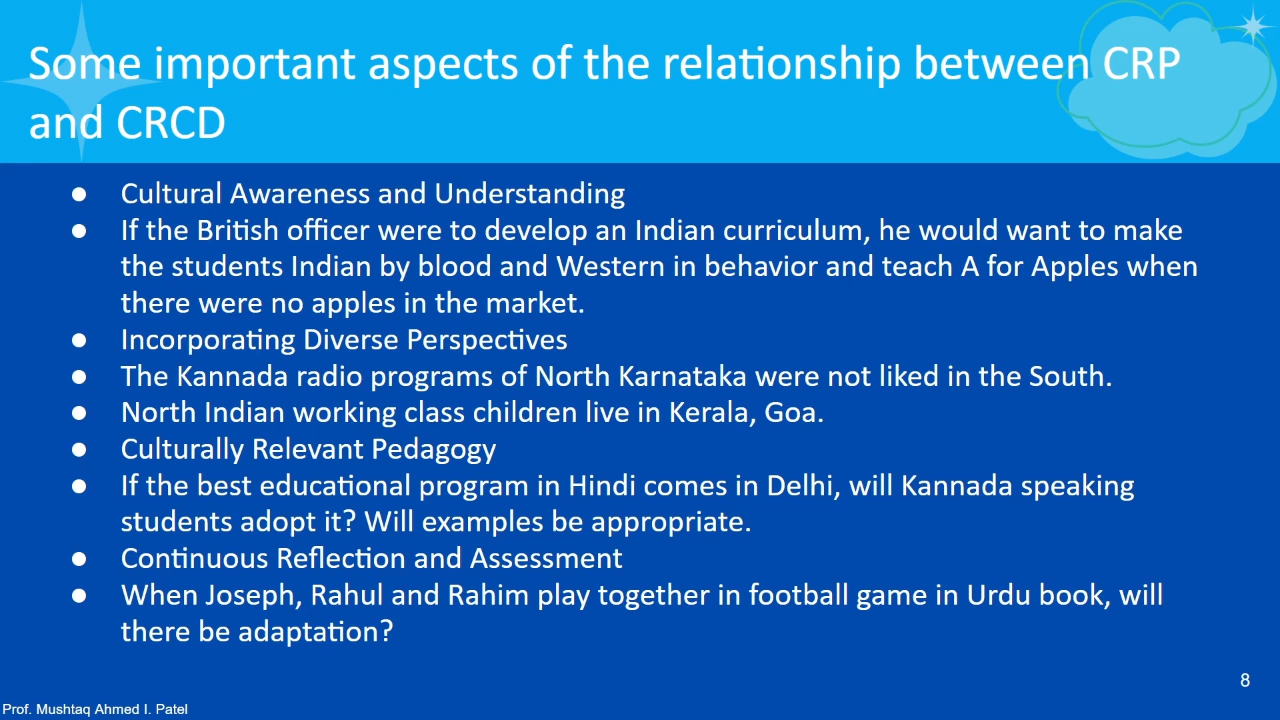 Some important aspects of the relationship between CRP
and CRCD
● Cultural Awareness and Understanding
● If the British officer were to develop an Indian curriculum, he would want to make
the students Indian by blood and Western in behavior and teach A for Apples when
there were no apples in the market.
● Incorporating Diverse Perspectives
● The Kannada radio programs of North Karnataka were not liked in the South.
● North Indian working class children live in Kerala, Goa.
● Culturally Relevant Pedagogy
● If the best educational program in Hindi comes in Delhi, will Kannada speaking
students adopt it? Will examples be appropriate.
● Continuous Reflection and Assessment
● When Joseph, Rahul and Rahim play together in football game in Urdu book, will
there be adaptation?
8
Prof. Mushtaq Ahmed I. Patel